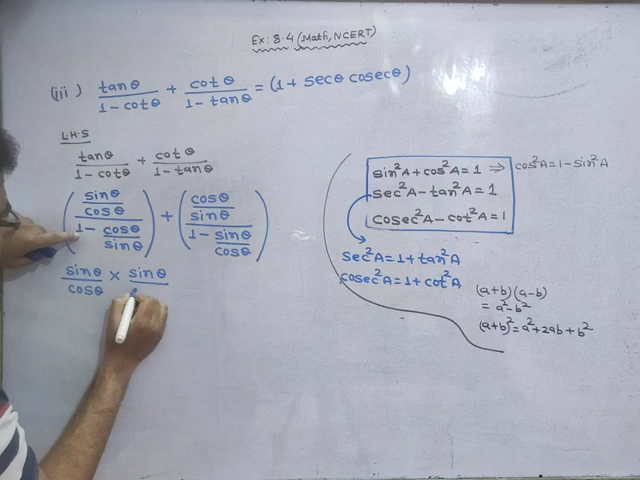 Ex: 8.4 (Math, NCERT)
(iii) tanθ/(1-cotθ) + cotθ/(1-tanθ) = (1+ secθ cosecθ)
L.H.S
tanθ/(1-cotθ) + cotθ/(1-tanθ)
((sinθ/cosθ)/(1-cosθ/sinθ)) + ((cosθ/sinθ)/(1-sinθ/cosθ))
sinθ/cosθ × sinθ/
sin²A+cos²A=1 ⇒ cos²A=1-sin²A
sec²A-tan²A=1
cosec²A-cot²A=1
sec²A=1+tan²A
cosec²A=1+cot²A
(a+b)(a-b)
= a²-b²
(a+b)²=a²+2ab+b²